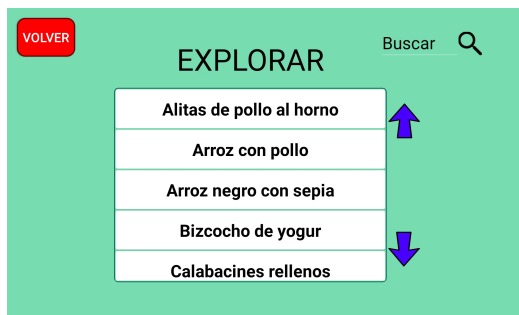 VOLVER
Buscar
EXPLORAR
Alitas de pollo al horno
Arroz con pollo
Arroz negro con sepia
Bizcocho de yogur
Calabacines rellenos